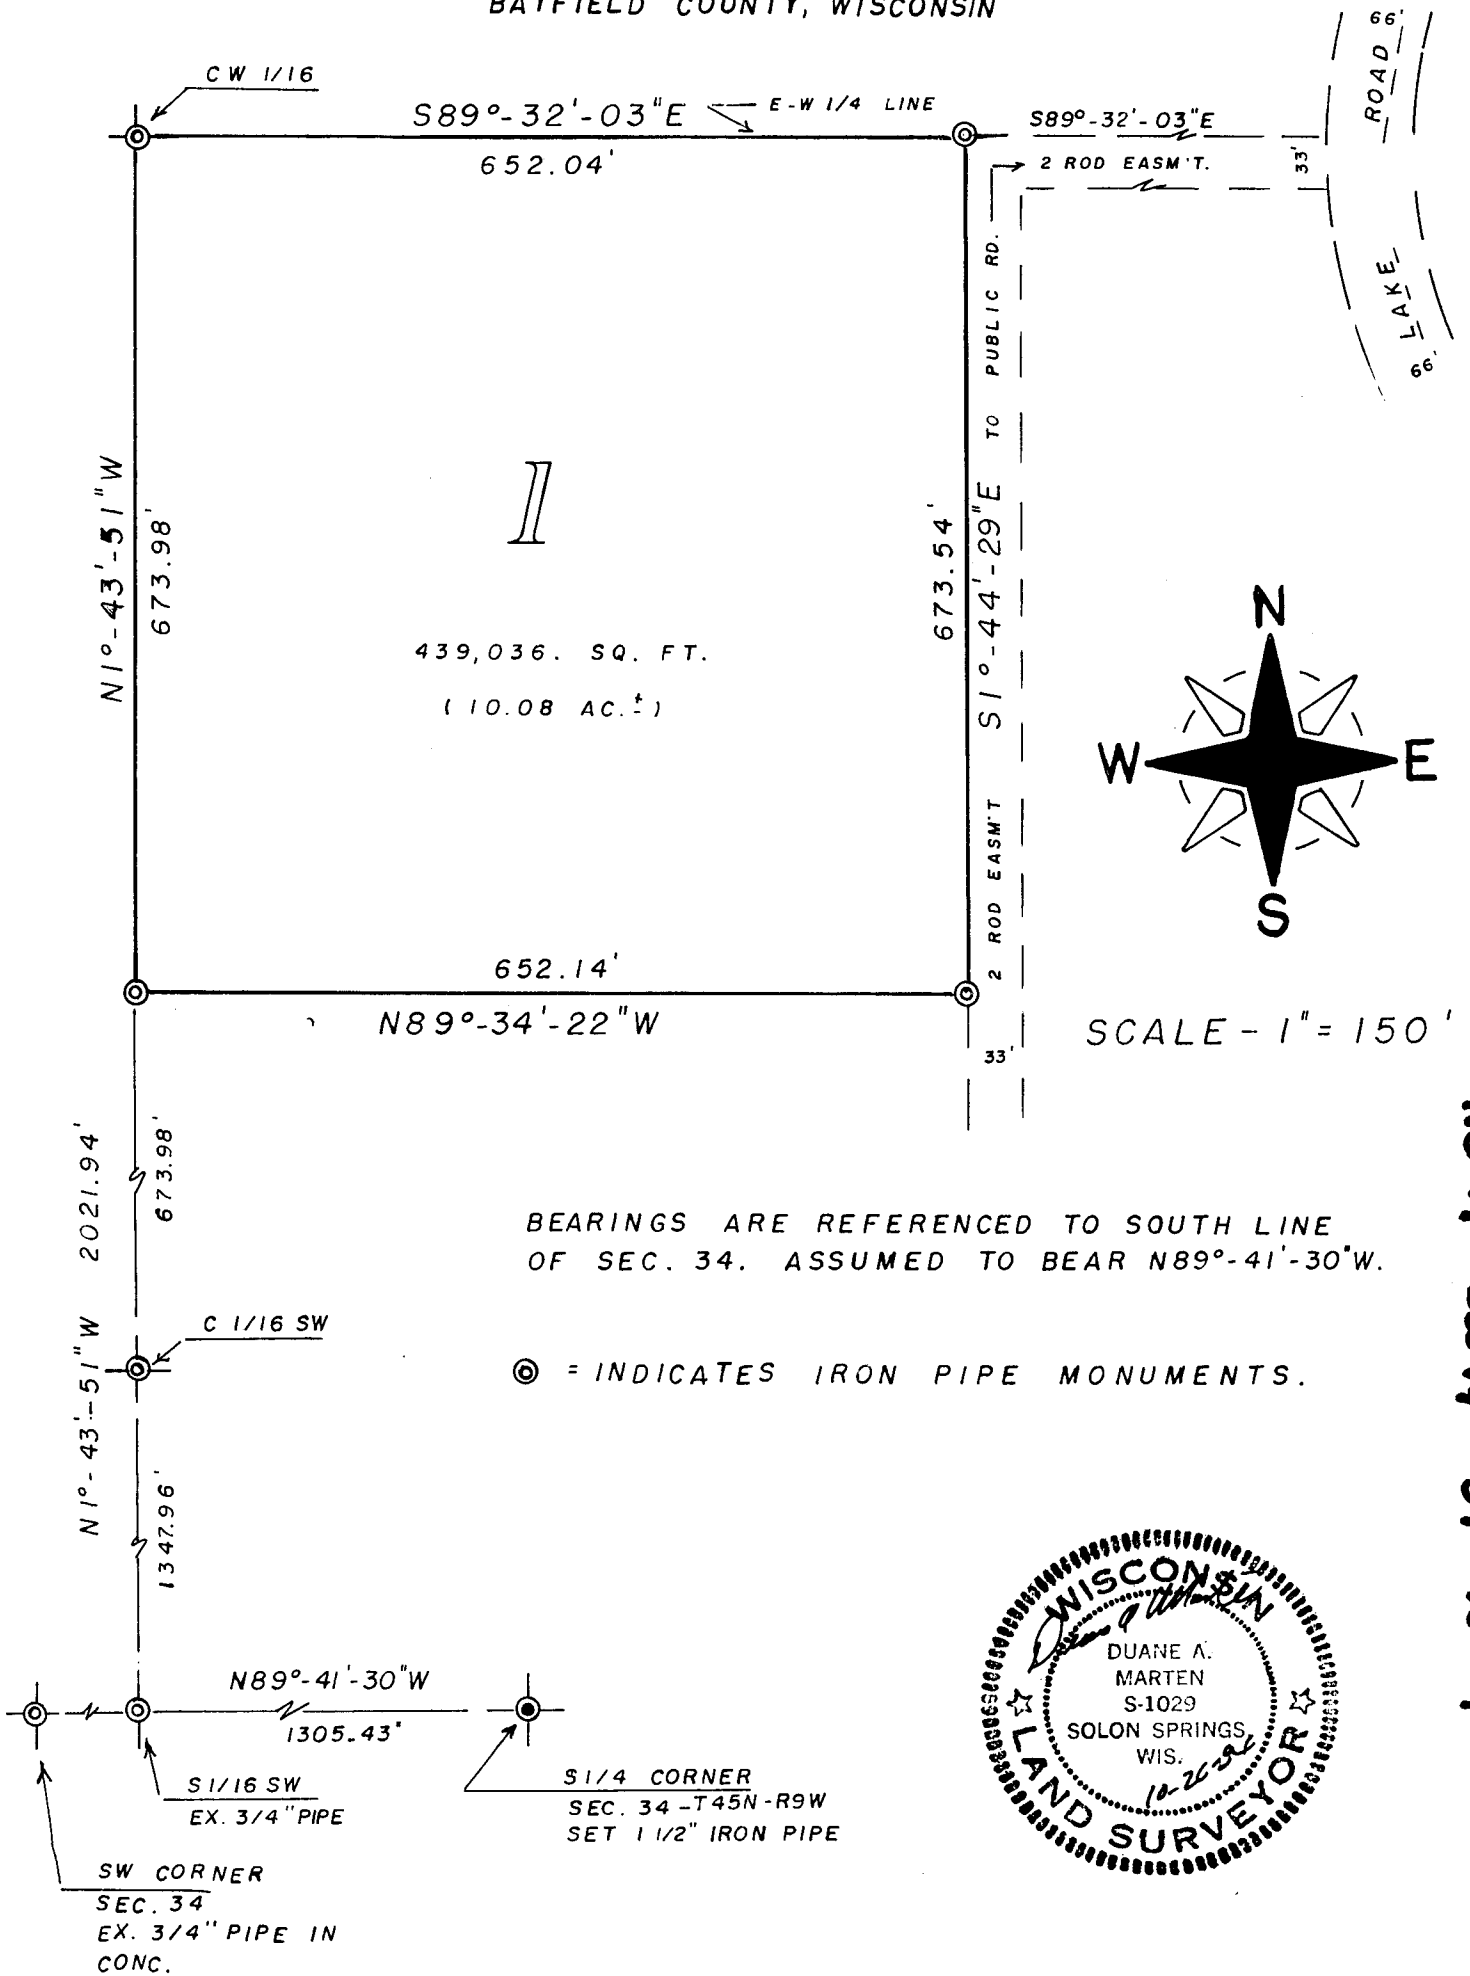 BAYFIELD COUNTY, WISCONSIN
66'
ROAD
CW 1/16
S89°-32'-03"E
E-W 1/4 LINE
652.04'
S89°-32'-03"E
2 ROD EASM'T.
33'
LAKE
66'
2 ROD EASM'T TO PUBLIC RD.
N1°-43'-51"W
673.98'
1
439,036. SQ. FT.
(10.08 AC.±)
673.54'
S1°-44'-29"E
N
W
E
S
652.14'
N89°-34'-22"W
33'
SCALE - 1" = 150'
N1°-43'-51"W 2021.94'
673.98'
BEARINGS ARE REFERENCED TO SOUTH LINE
OF SEC. 34. ASSUMED TO BEAR N89°-41'-30"W.
C 1/16 SW
= INDICATES IRON PIPE MONUMENTS.
1347.96'
N89°-41'-30"W
1305.43'
WISCONSIN
DUANE A.
MARTEN
S-1029
SOLON SPRINGS
WIS.
LAND SURVEYOR
S1/16 SW
EX. 3/4" PIPE
S1/4 CORNER
SEC. 34-T45N-R9W
SET 1 1/2" IRON PIPE
SW CORNER
SEC. 34
EX. 3/4" PIPE IN
CONC.